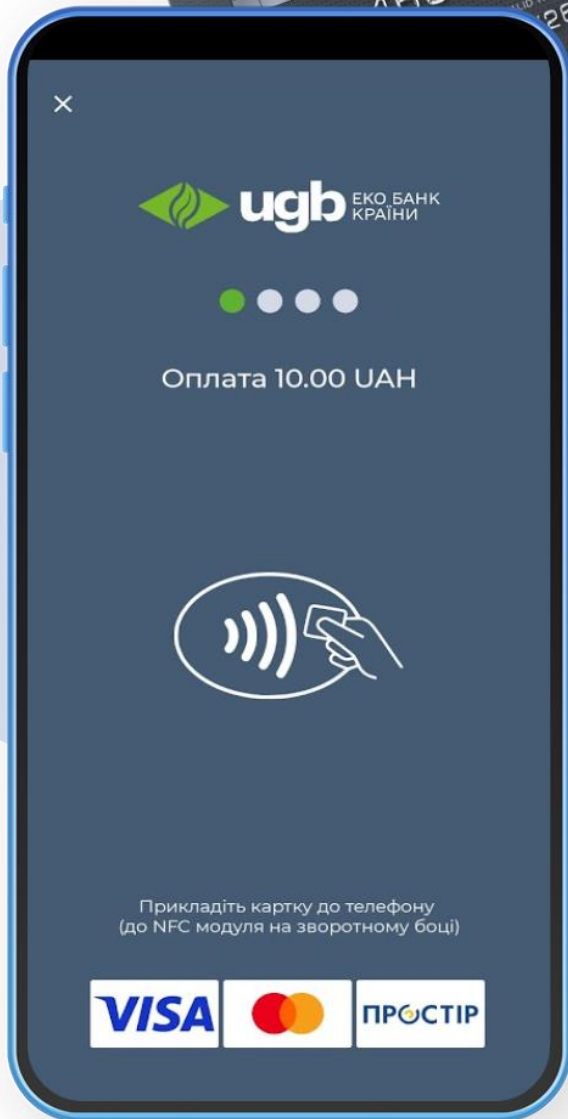 ugb ЕКО БАНК
КРАЇНИ
Оплата 10.00 UAH
Прикладіть картку до телефону
(до NFC модуля на зворотному боці)
VISA
ПРОСТІР